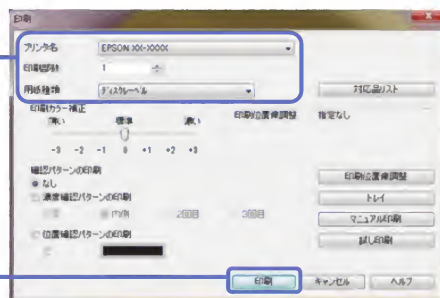 印刷
プリンタ名 EPSON XX-XXXX
印刷部数 1
用紙種類 ディスクレーベル
対応品リスト
印刷カラー補正
薄い 標準 濃い
印刷位置微調整 指定なし
-3 -2 -1 0 +1 +2 +3
確認パターンの印刷
なし
印刷位置微調整
濃度確認パターンの印刷
トレイ
2回目 3回目
マニュアル印刷
位置確認パターンの印刷
試し印刷
印刷 キャンセル ヘルプ